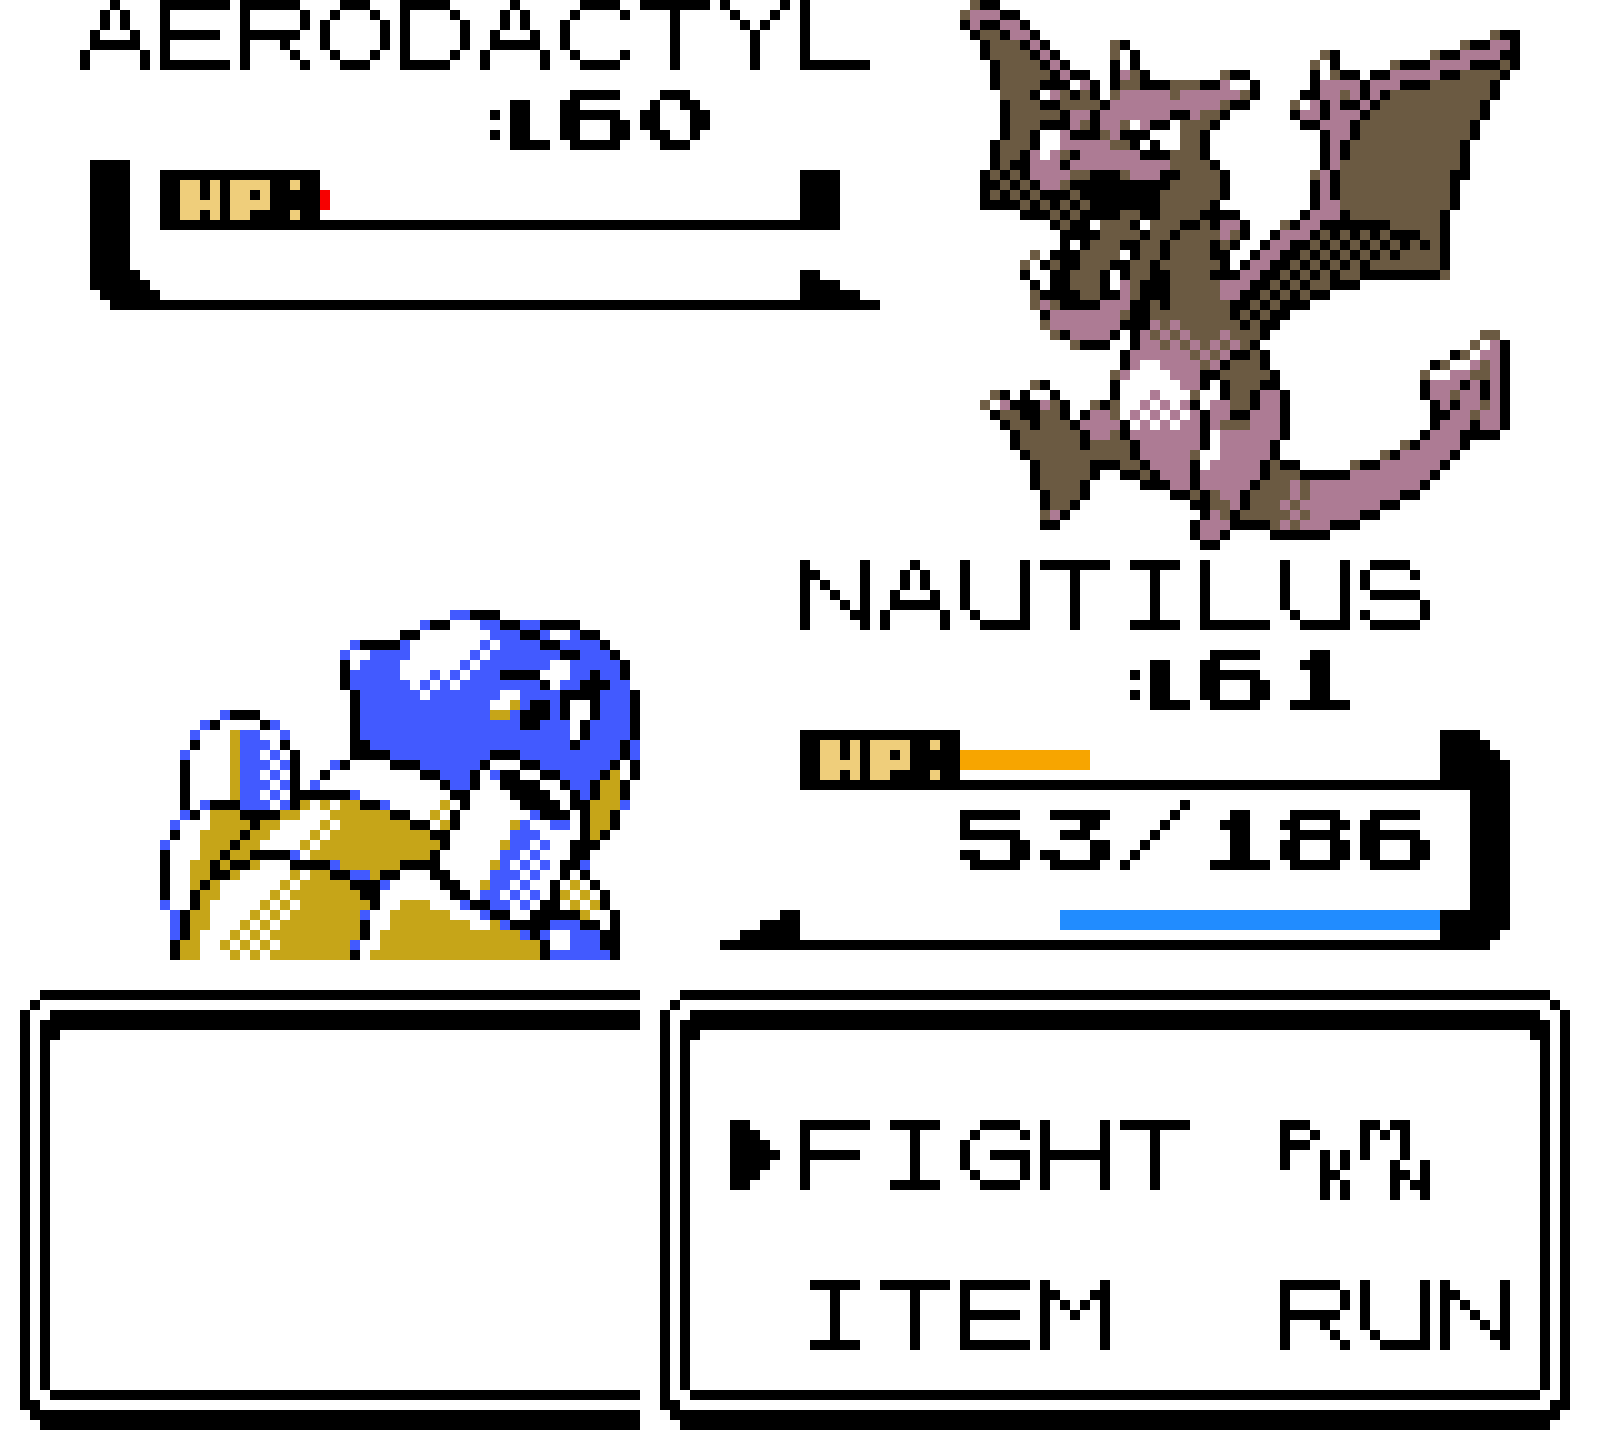 AERODACTYL
:L60
HP:
NAUTILUS
:L61
HP:
53/186
▶FIGHT PKMN
ITEM RUN